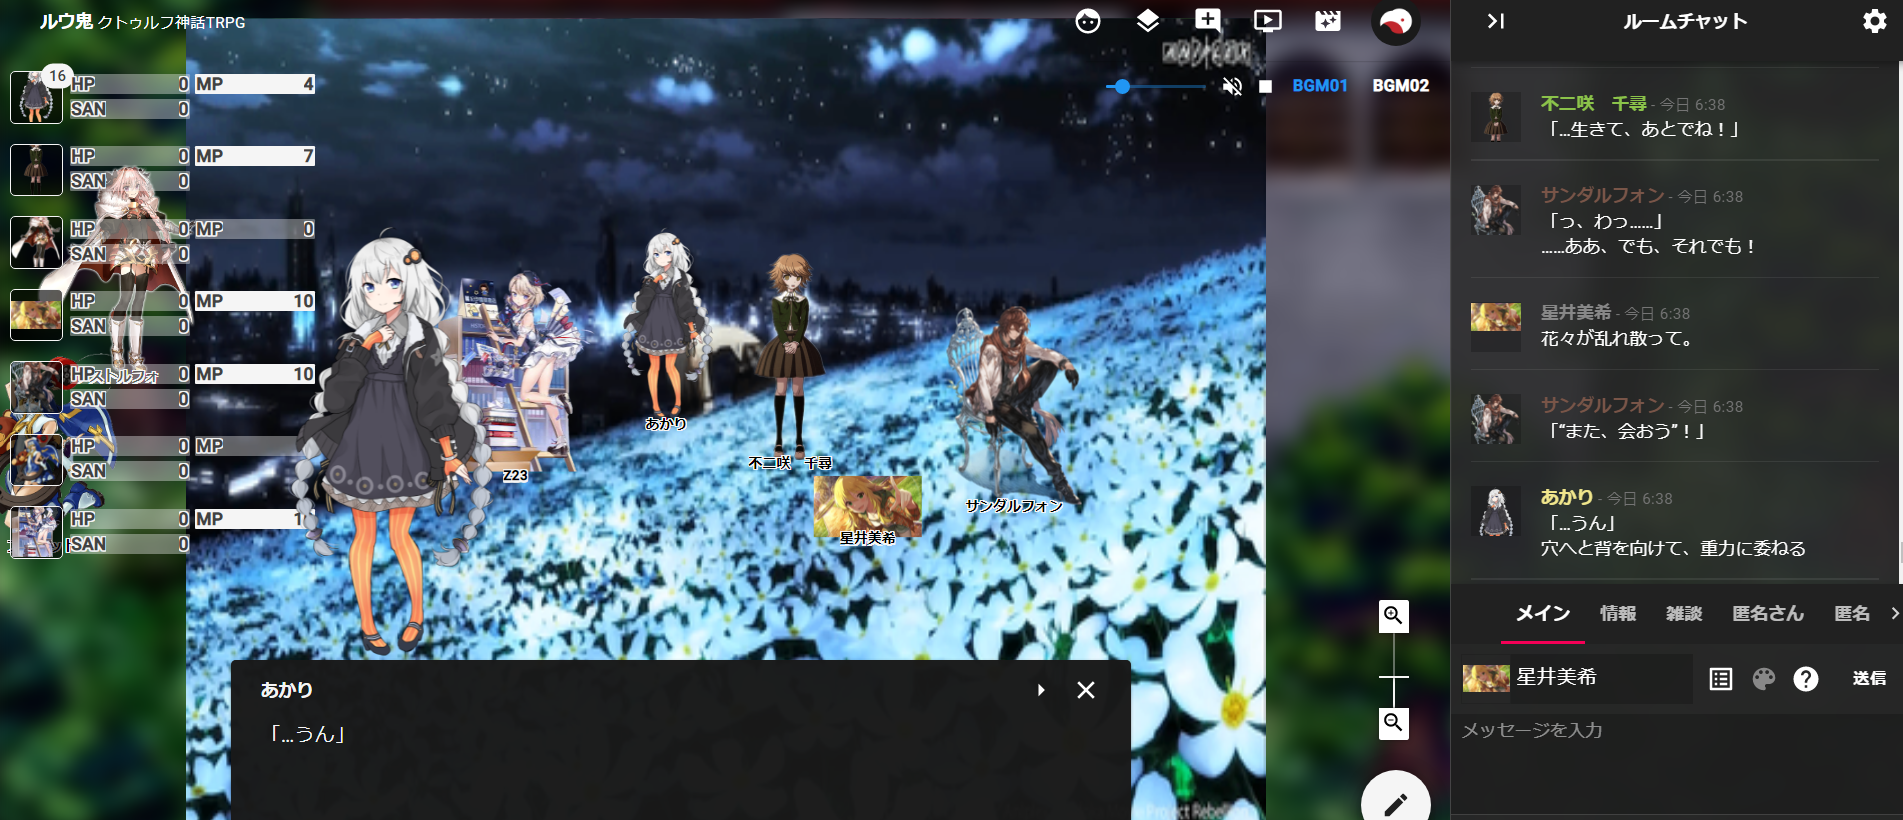 ルウ鬼 クトゥルフ神話TRPG
BGM01 BGM02
16
HP 0 MP 4
SAN 0
HP 0 MP 7
SAN 0
HP 0 MP 0
SAN 0
HP 0 MP 10
SAN 0
HP 0 MP 10
ストルフォ
SAN 0
HP 0 MP
SAN 0
HP 0 MP
SAN 0
あかり
Z23
不二咲 千尋
星井美希
サンダルフォン
あかり
「…うん」
Project Rebellion
ルームチャット
不二咲 千尋 - 今日 6:38
「…生きて、あとでね！」
サンダルフォン - 今日 6:38
「っ、わっ……」
……ああ、でも、それでも！
星井美希 - 今日 6:38
花々が乱れ散って。
サンダルフォン - 今日 6:38
「“また、会おう”！」
あかり - 今日 6:38
「…うん」
穴へと背を向けて、重力に委ねる
メイン 情報 雑談 匿名さん 匿名
星井美希
送信
メッセージを入力